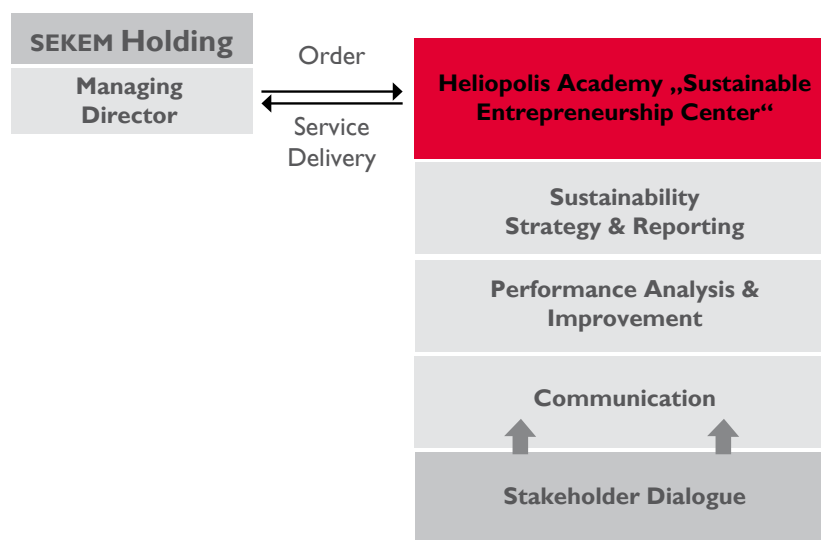 SEKEM Holding
Managing
Director
Order
Service
Delivery
Heliopolis Academy „Sustainable
Entrepreneurship Center“
Sustainability
Strategy & Reporting
Performance Analysis &
Improvement
Communication
Stakeholder Dialogue